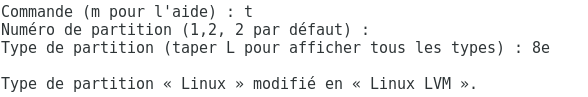 Commande (m pour l'aide) : t
Numéro de partition (1,2, 2 par défaut) :
Type de partition (taper L pour afficher tous les types) : 8e
Type de partition « Linux » modifié en « Linux LVM ».